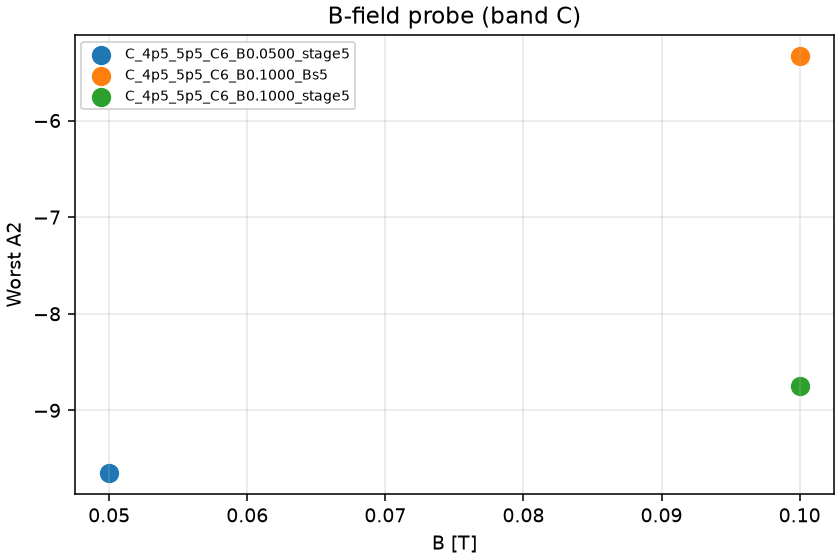 B-field probe (band C)
C_4p5_5p5_C6_B0.0500_stage5
C_4p5_5p5_C6_B0.1000_Bs5
C_4p5_5p5_C6_B0.1000_stage5
Worst A2
−6
−7
−8
−9
0.05 0.06 0.07 0.08 0.09 0.10
B [T]